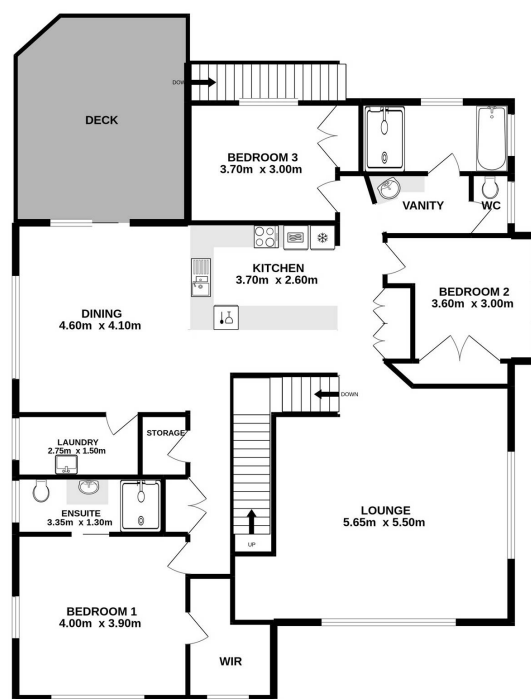 DOWN
DECK
BEDROOM 3
3.70m x 3.00m
VANITY
WC
KITCHEN
3.70m x 2.60m
BEDROOM 2
3.60m x 3.00m
DINING
4.60m x 4.10m
DOWN
LAUNDRY
2.75m x 1.50m
STORAGE
ENSUITE
3.35m x 1.30m
LOUNGE
5.65m x 5.50m
UP
BEDROOM 1
4.00m x 3.90m
WIR